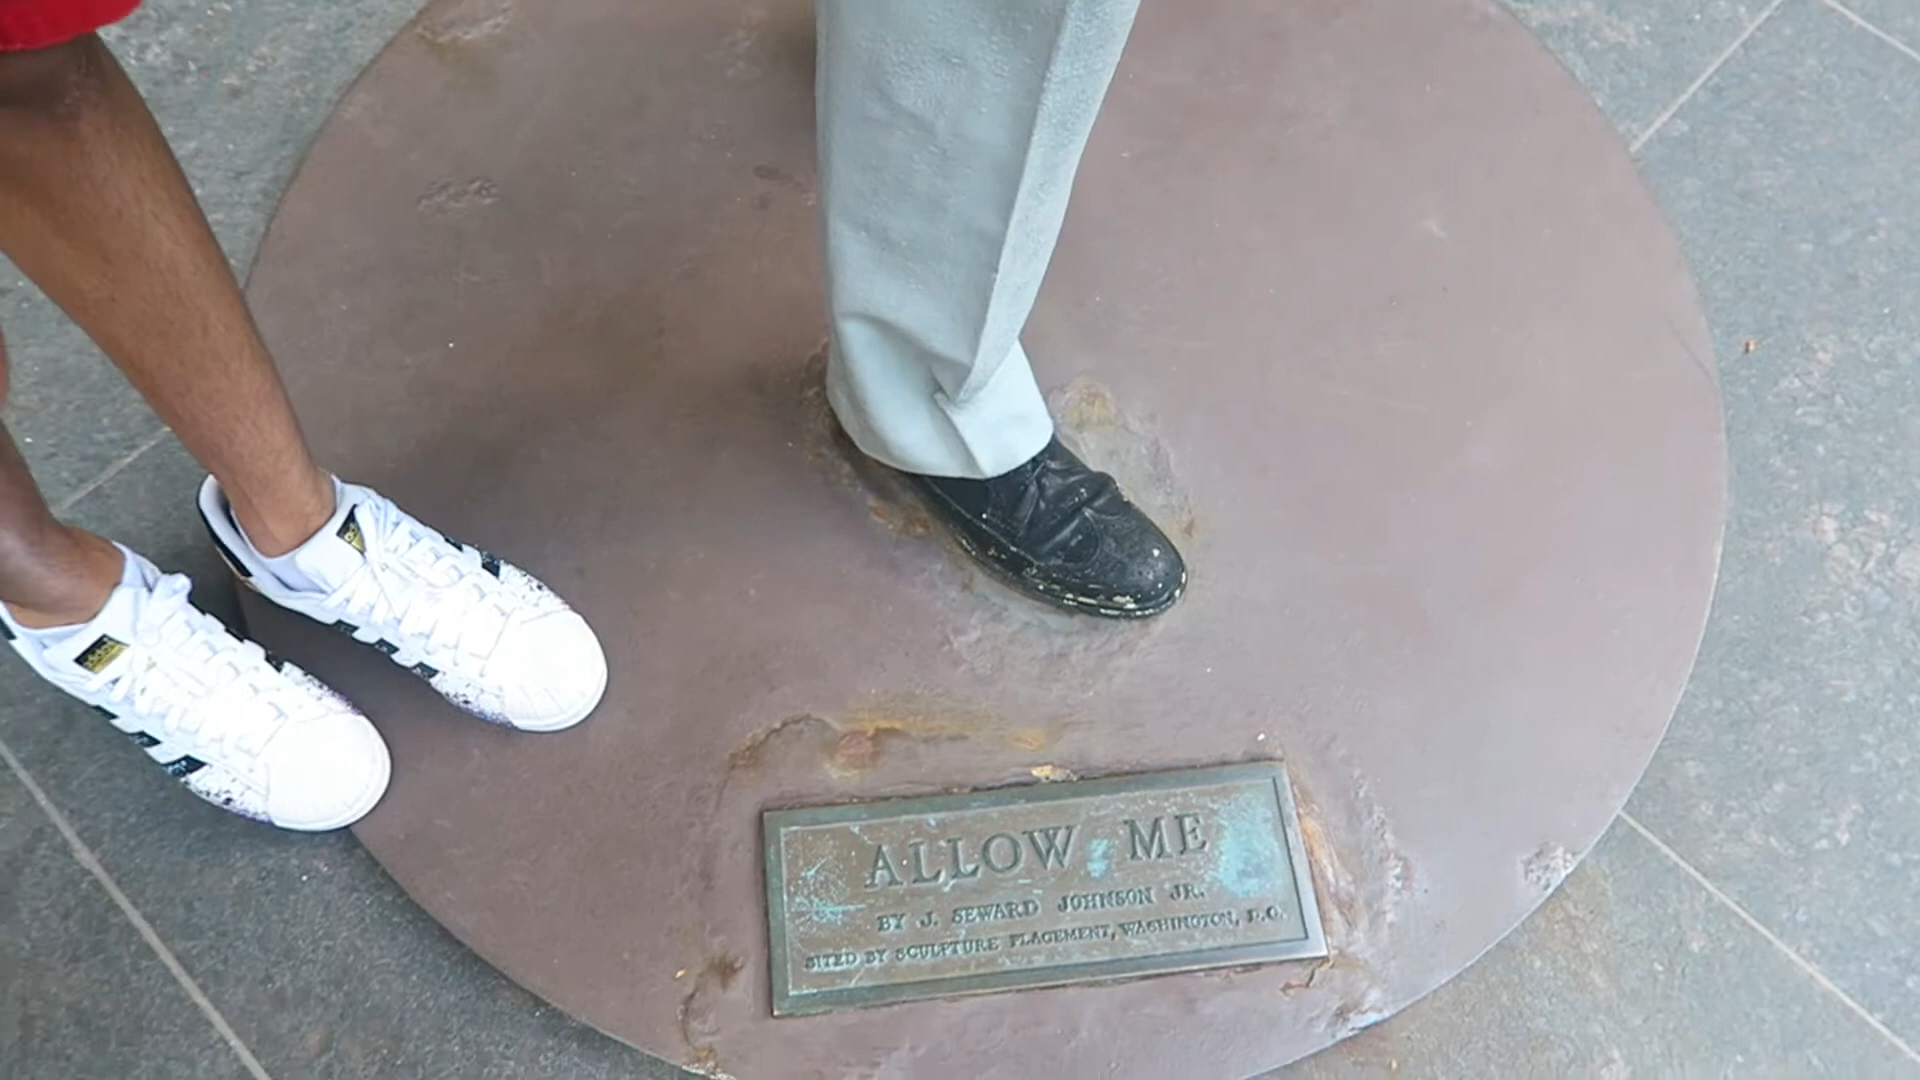 ALLOW ME
BY J. SEWARD JOHNSON JR.
SITED BY SCULPTURE PLACEMENT, WASHINGTON, D.C.